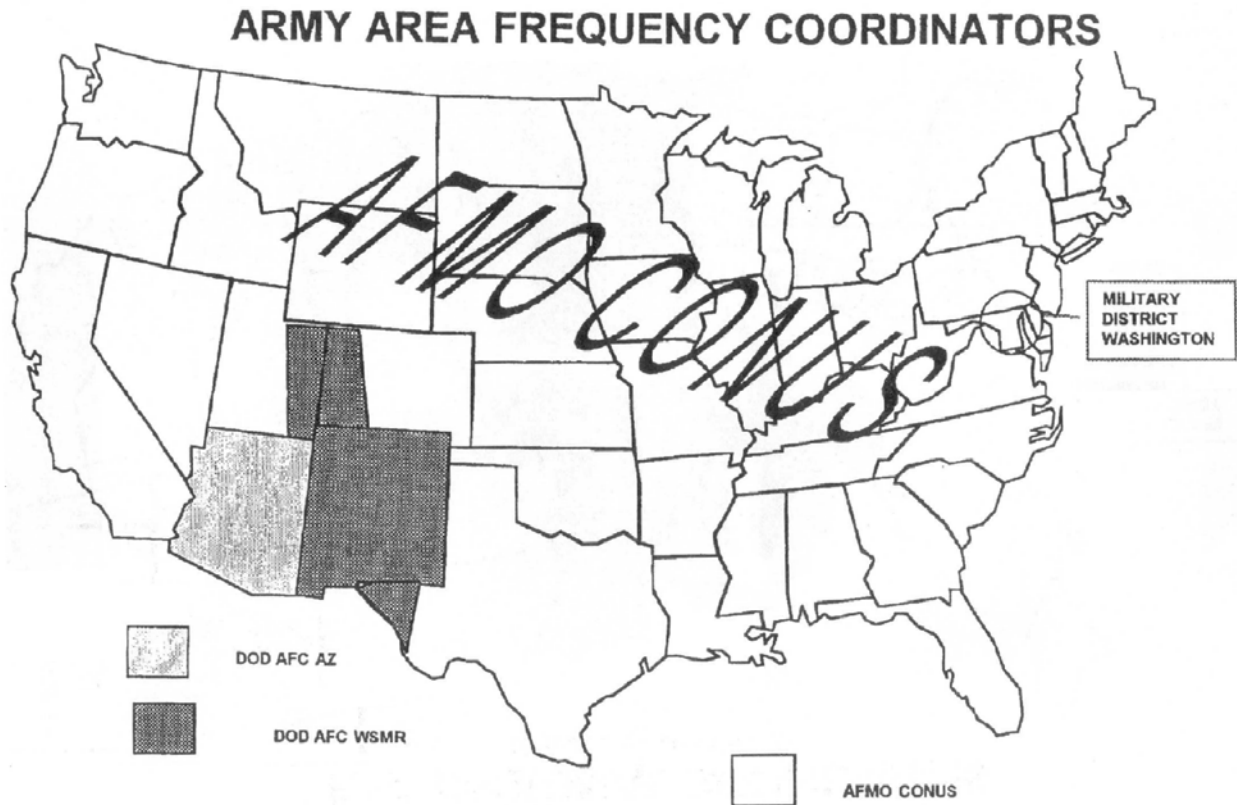 ARMY AREA FREQUENCY COORDINATORS
AFMO CONUS
MILITARY
DISTRICT
WASHINGTON
DOD AFC AZ
DOD AFC WSMR
AFMO CONUS